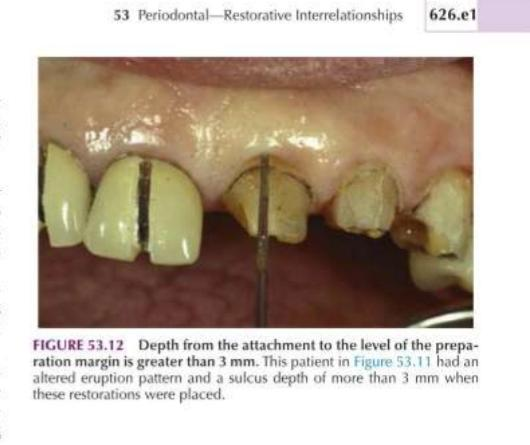 53 Periodontal—Restorative Interrelationships 626.e1
FIGURE 53.12 Depth from the attachment to the level of the prepa-
ration margin is greater than 3 mm. This patient in Figure 53.11 had an
altered eruption pattern and a sulcus depth of more than 3 mm when
these restorations were placed.